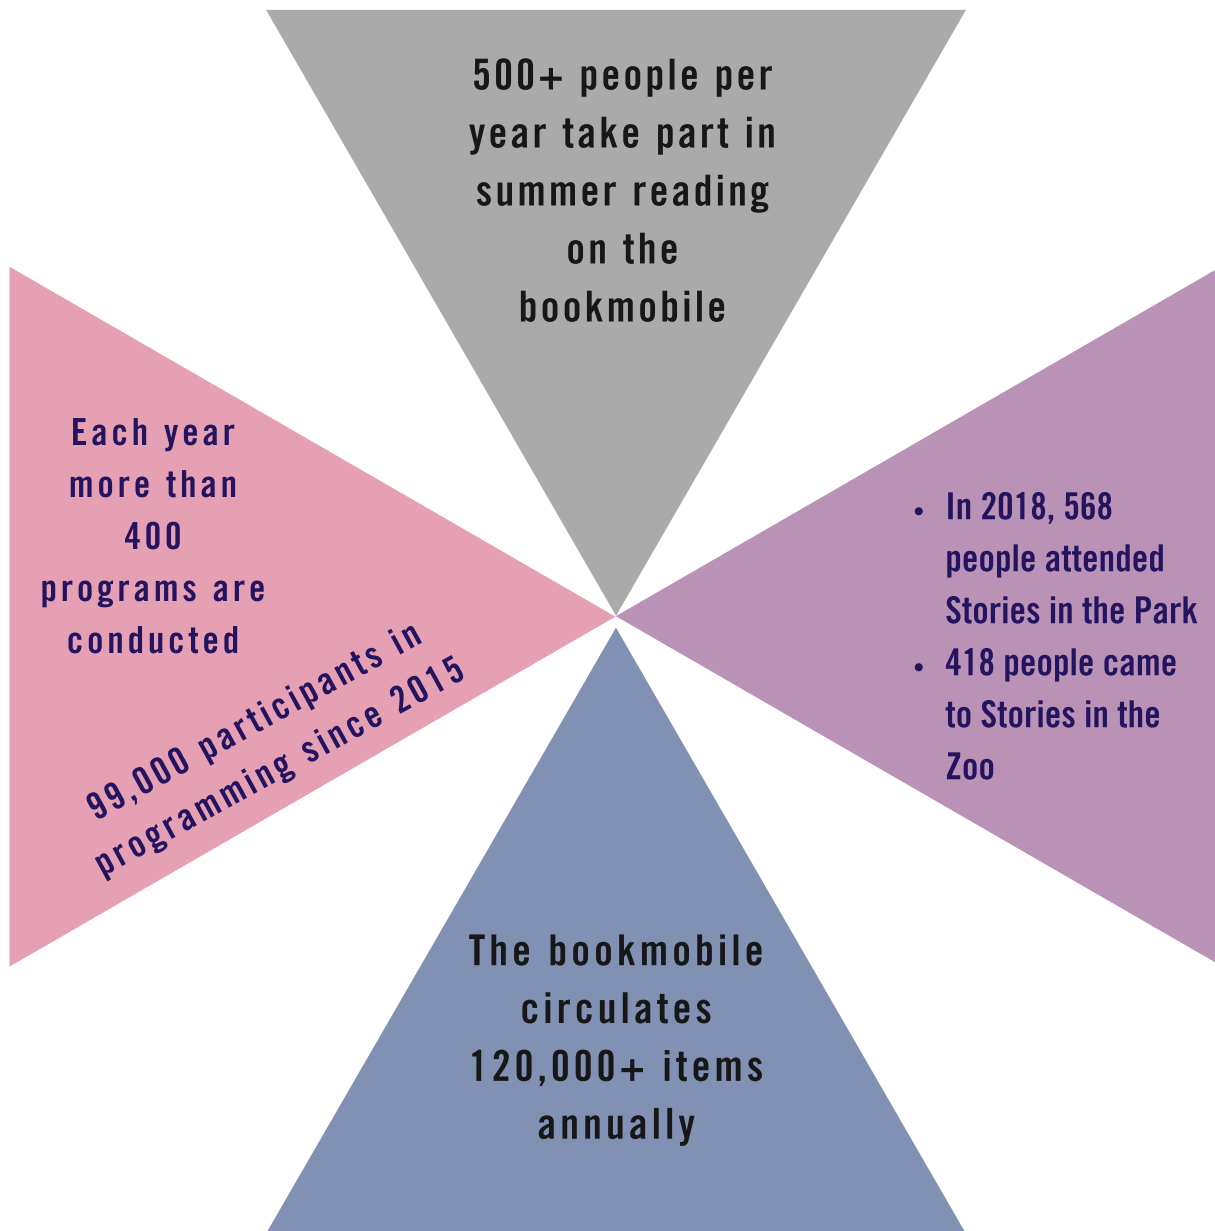 500+ people per
year take part in
summer reading
on the
bookmobile
Each year
more than
400
programs are
conducted
99,000 participants in
programming since 2015
• In 2018, 568
people attended
Stories in the Park
• 418 people came
to Stories in the
Zoo
The bookmobile
circulates
120,000+ items
annually